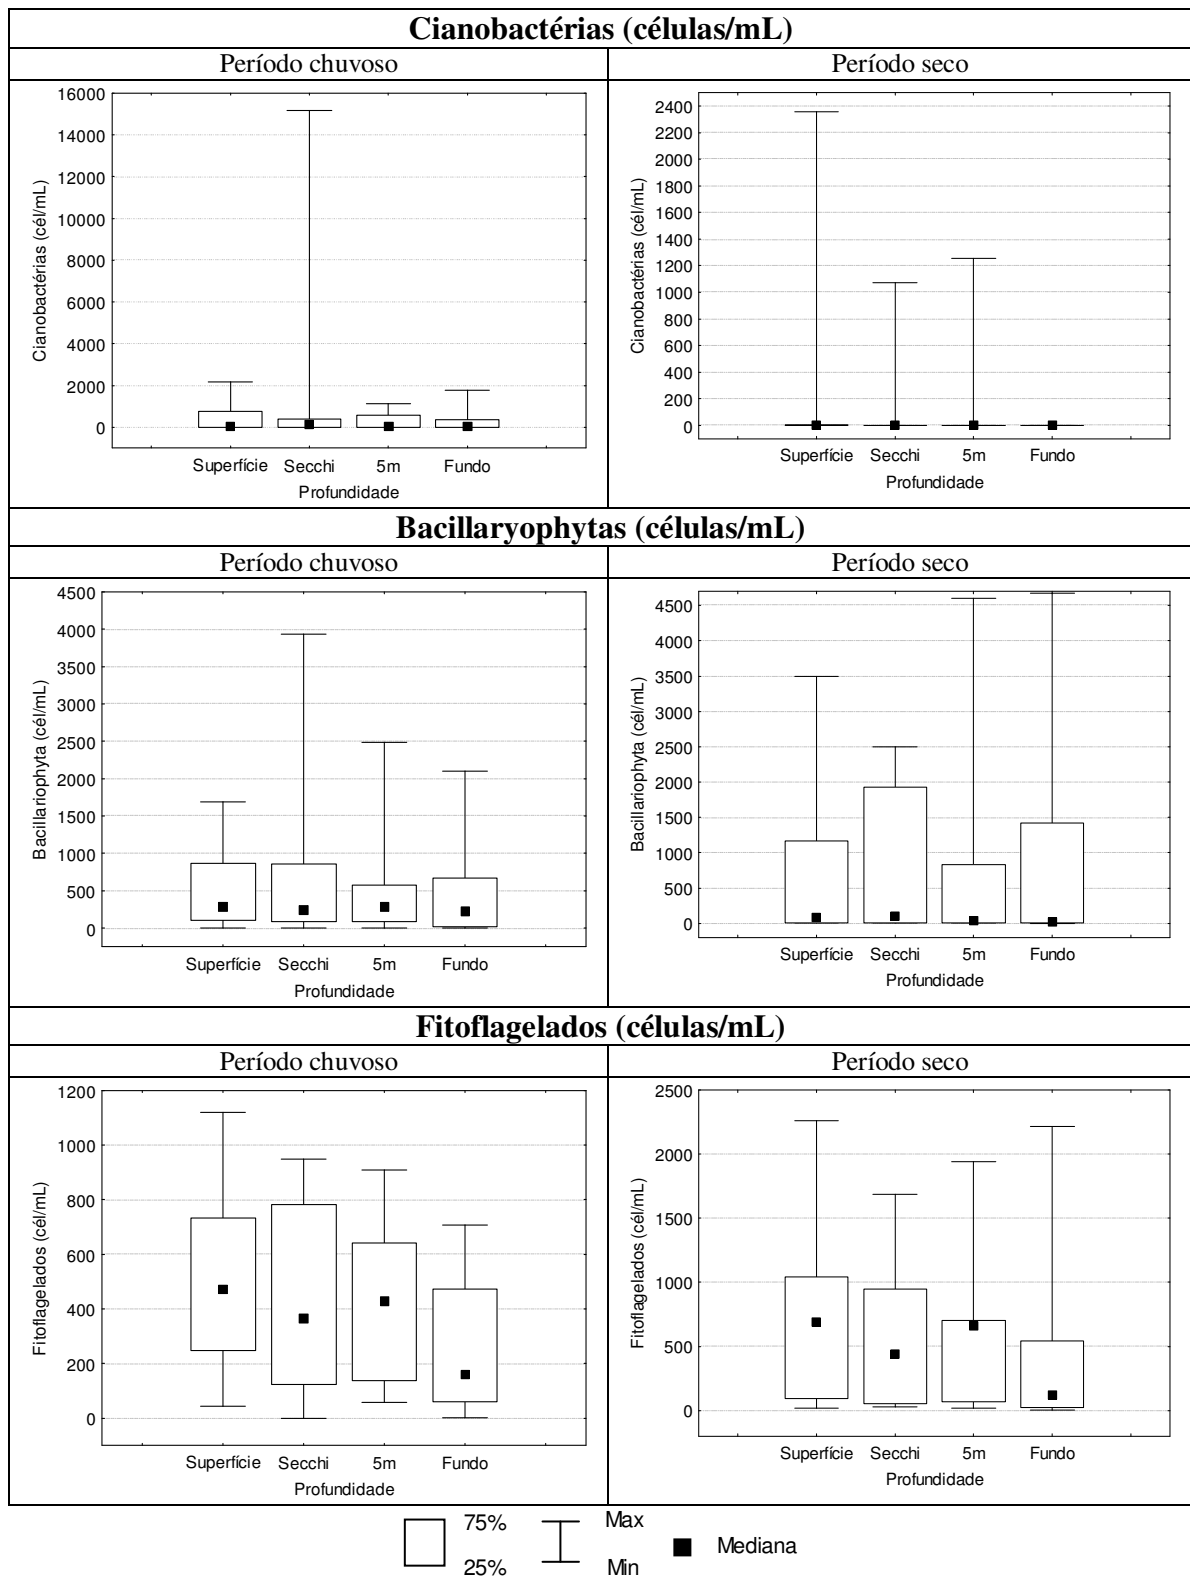 Cianobactérias (células/mL)
Período chuvoso
Período seco
16000
14000
12000
10000
8000
6000
4000
2000
0
Cianobactérias (cél/mL)
Superfície Secchi 5m Fundo
Profundidade
2400
2200
2000
1800
1600
1400
1200
1000
800
600
400
200
0
Cianobactérias (cél/mL)
Superfície Secchi 5m Fundo
Profundidade
Bacillaryophytas (células/mL)
Período chuvoso
Período seco
4500
4000
3500
3000
2500
2000
1500
1000
500
0
Bacillariophyta (cél/mL)
Superfície Secchi 5m Fundo
Profundidade
4500
4000
3500
3000
2500
2000
1500
1000
500
0
Bacillariophyta (cél/mL)
Superfície Secchi 5m Fundo
Profundidade
Fitoflagelados (células/mL)
Período chuvoso
Período seco
1200
1000
800
600
400
200
0
Fitoflagelados (cél/mL)
Superfície Secchi 5m Fundo
Profundidade
2500
2000
1500
1000
500
0
Fitoflagelados (cél/mL)
Superfície Secchi 5m Fundo
Profundidade
75%
25%
Max
Min
Mediana